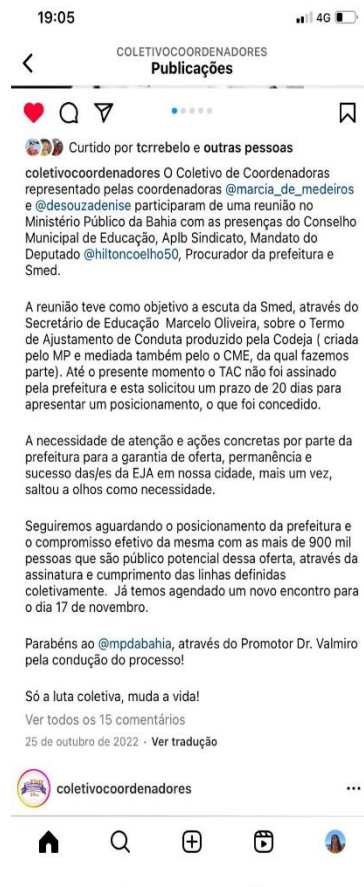 19:05
4G
COLETIVOCOORDENADORES
Publicações
Curtido por tcrrebelo e outras pessoas
coletivocoordenadores O Coletivo de Coordenadoras
representado pelas coordenadoras @marcia_de_medeiros
e @desouzadenise participaram de uma reunião no
Ministério Público da Bahia com as presenças do Conselho
Municipal de Educação, Aplb Sindicato, Mandato do
Deputado @hiltoncoelho50, Procurador da prefeitura e
Smed.
A reunião teve como objetivo a escuta da Smed, através do
Secretário de Educação Marcelo Oliveira, sobre o Termo
de Ajustamento de Conduta produzido pela Codeja ( criada
pelo MP e mediada também pelo o CME, da qual fazemos
parte). Até o presente momento o TAC não foi assinado
pela prefeitura e esta solicitou um prazo de 20 dias para
apresentar um posicionamento, o que foi concedido.
A necessidade de atenção e ações concretas por parte da
prefeitura para a garantia de oferta, permanência e
sucesso das/es da EJA em nossa cidade, mais um vez,
saltou a olhos como necessidade.
Seguiremos aguardando o posicionamento da prefeitura e
o compromisso efetivo da mesma com as mais de 900 mil
pessoas que são público potencial dessa oferta, através da
assinatura e cumprimento das linhas definidas
coletivamente. Já temos agendado um novo encontro para
o dia 17 de novembro.
Parabéns ao @mpdabahia, através do Promotor Dr. Valmiro
pela condução do processo!
Só a luta coletiva, muda a vida!
Ver todos os 15 comentários
25 de outubro de 2022 · Ver tradução
coletivocoordenadores